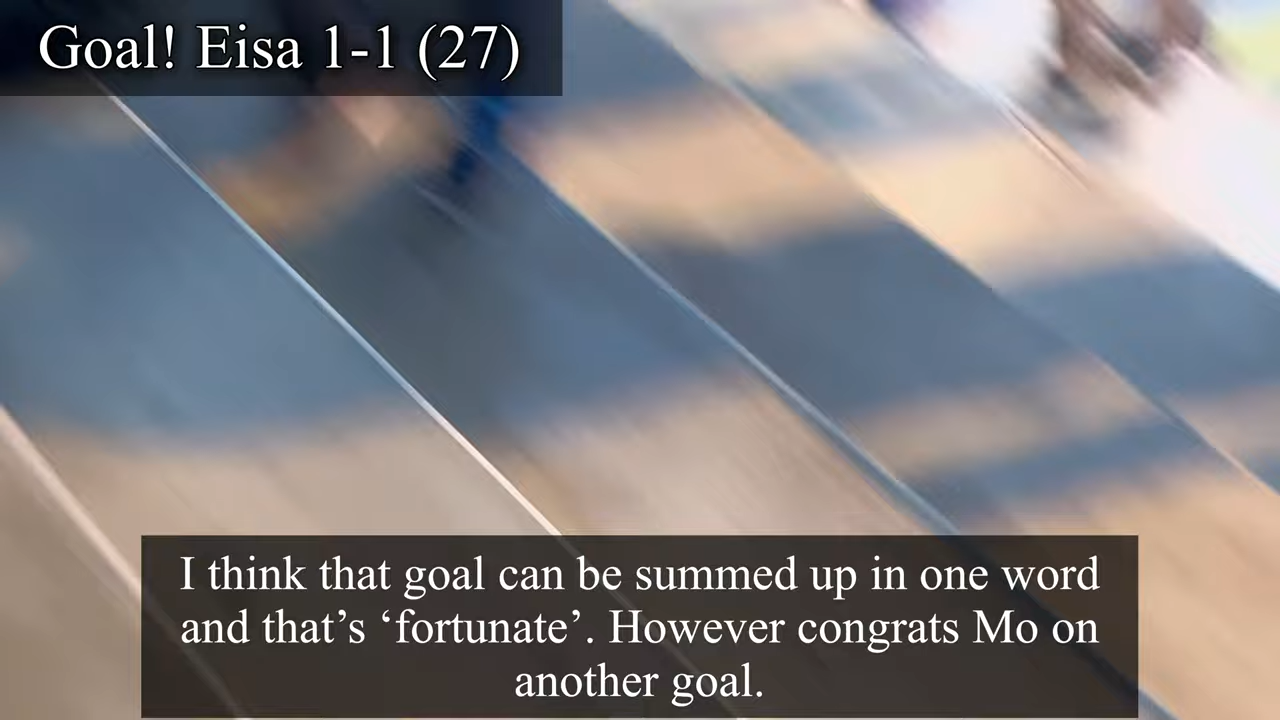 Goal! Eisa 1-1 (27)
I think that goal can be summed up in one word
and that’s ‘fortunate’. However congrats Mo on
another goal.